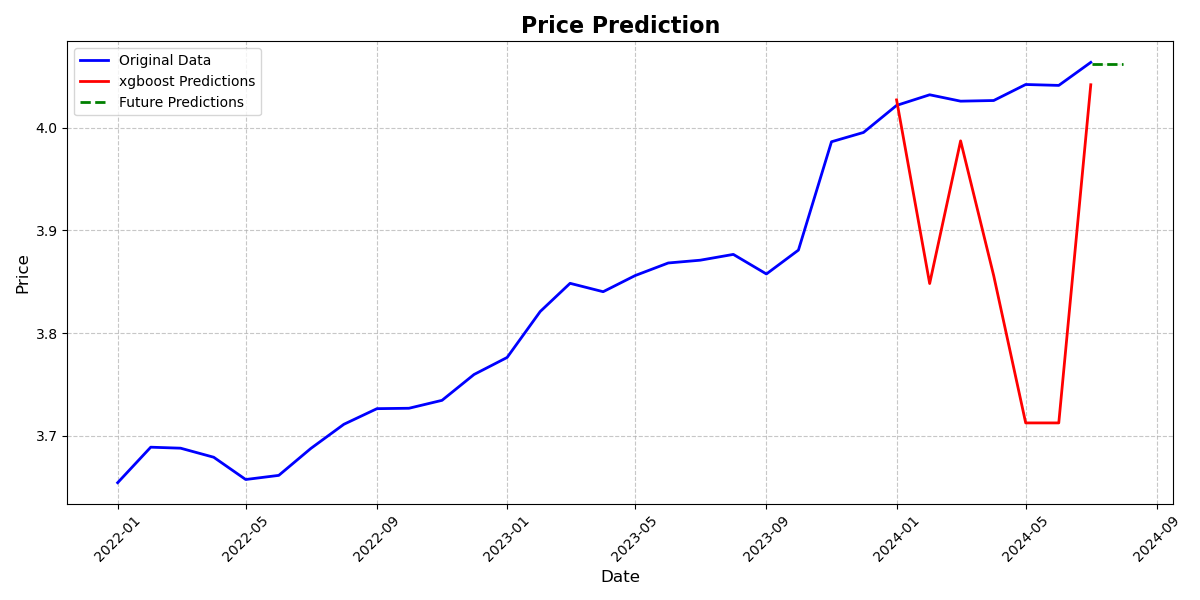 Price Prediction
Original Data
xgboost Predictions
Future Predictions
Price
4.0
3.9
3.8
3.7
2022-01
2022-05
2022-09
2023-01
2023-05
2023-09
2024-01
2024-05
2024-09
Date